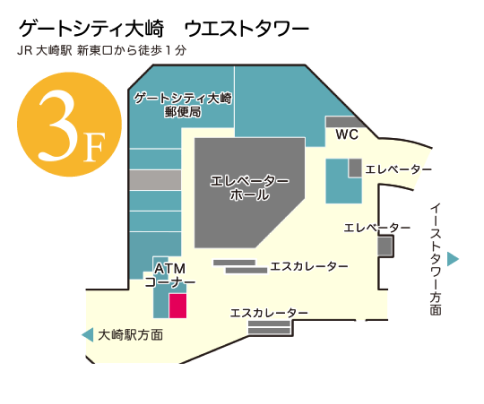 ゲートシティ大崎　ウエストタワー
JR大崎駅 新東口から徒歩1分
3F
ゲートシティ大崎
郵便局
WC
エレベーター
エレベーター
ホール
エレベーター
イーストタワー方面
ATM
コーナー
エスカレーター
エスカレーター
大崎駅方面